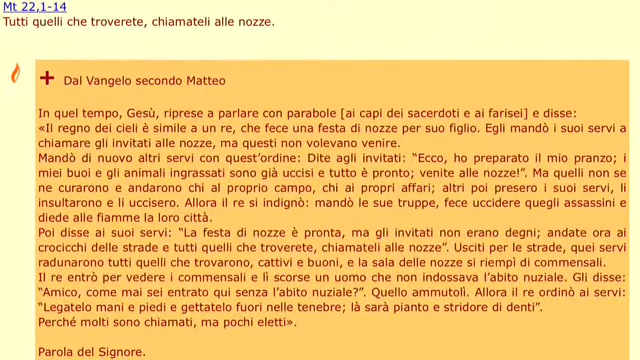 Mt 22,1-14
Tutti quelli che troverete, chiamateli alle nozze.
+ Dal Vangelo secondo Matteo
In quel tempo, Gesù, riprese a parlare con parabole [ai capi dei sacerdoti e ai farisei] e disse:
«Il regno dei cieli è simile a un re, che fece una festa di nozze per suo figlio. Egli mandò i suoi servi a
chiamare gli invitati alle nozze, ma questi non volevano venire.
Mandò di nuovo altri servi con quest’ordine: Dite agli invitati: “Ecco, ho preparato il mio pranzo; i
miei buoi e gli animali ingrassati sono già uccisi e tutto è pronto; venite alle nozze!”. Ma quelli non se
ne curarono e andarono chi al proprio campo, chi ai propri affari; altri poi presero i suoi servi, li
insultarono e li uccisero. Allora il re si indignò: mandò le sue truppe, fece uccidere quegli assassini e
diede alle fiamme la loro città.
Poi disse ai suoi servi: “La festa di nozze è pronta, ma gli invitati non erano degni; andate ora ai
crocicchi delle strade e tutti quelli che troverete, chiamateli alle nozze”. Usciti per le strade, quei servi
radunarono tutti quelli che trovarono, cattivi e buoni, e la sala delle nozze si riempì di commensali.
Il re entrò per vedere i commensali e lì scorse un uomo che non indossava l’abito nuziale. Gli disse:
“Amico, come mai sei entrato qui senza l’abito nuziale?”. Quello ammutolì. Allora il re ordinò ai servi:
“Legatelo mani e piedi e gettatelo fuori nelle tenebre; là sarà pianto e stridore di denti”.
Perché molti sono chiamati, ma pochi eletti».
Parola del Signore.